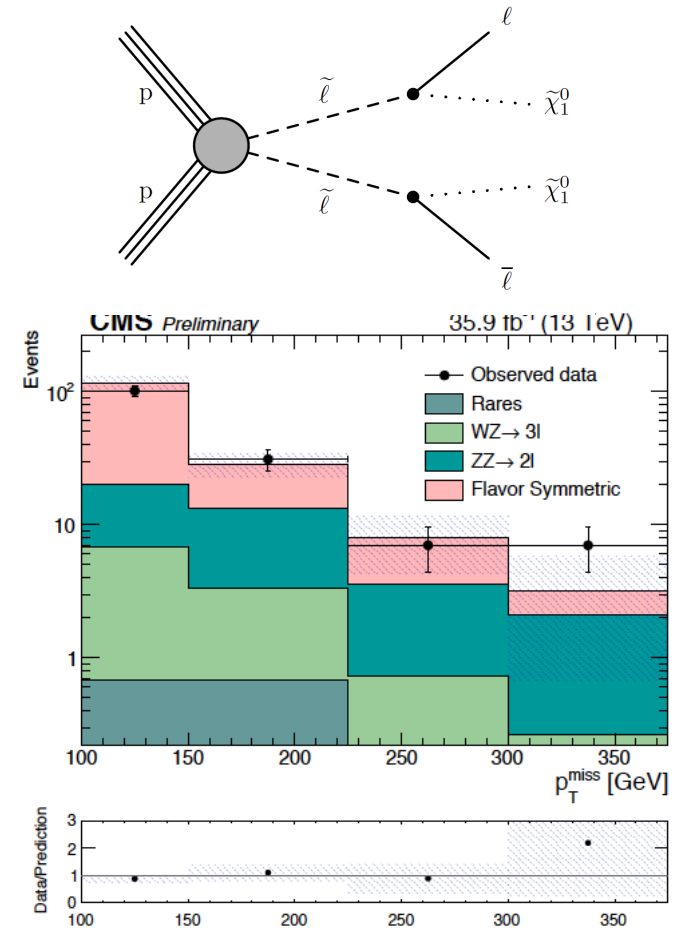 ℓ
p
ℓ̃
χ̃₁⁰
p
ℓ̃
χ̃₁⁰
ℓ̅
CMS Preliminary 35.9 fb⁻¹ (13 TeV)
Events
10²
10
1
Observed data
Rares
WZ→ 3l
ZZ→ 2l
Flavor Symmetric
100 150 200 250 300 350
p_T^miss [GeV]
Data/Prediction
3
2
1
0
100 150 200 250 300 350